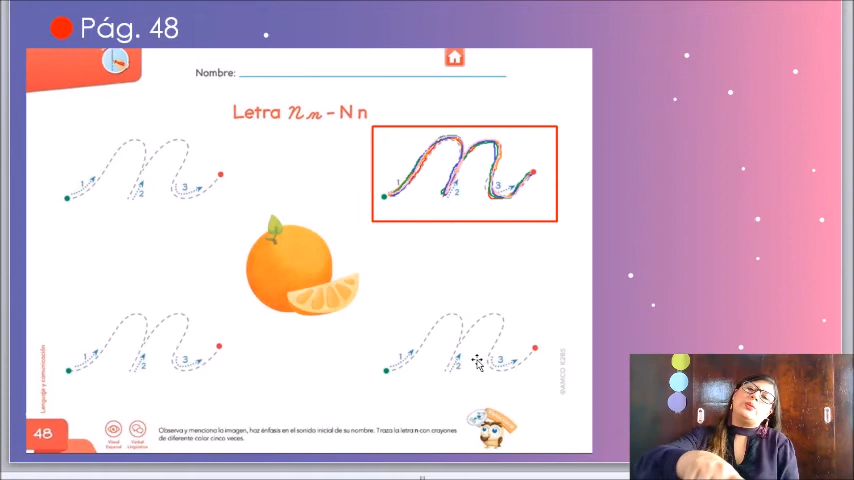 Pág. 48
Nombre:
Letra N n - N n
1 2 3
1 2 3
1 2 3
1 2 3
Lenguaje y comunicación
©AMCO K2BS
48
Visual Espacial
Verbal Lingüístico
Observa y menciona la imagen, haz énfasis en el sonido inicial de su nombre. Traza la letra n con crayones
de diferente color cinco veces.